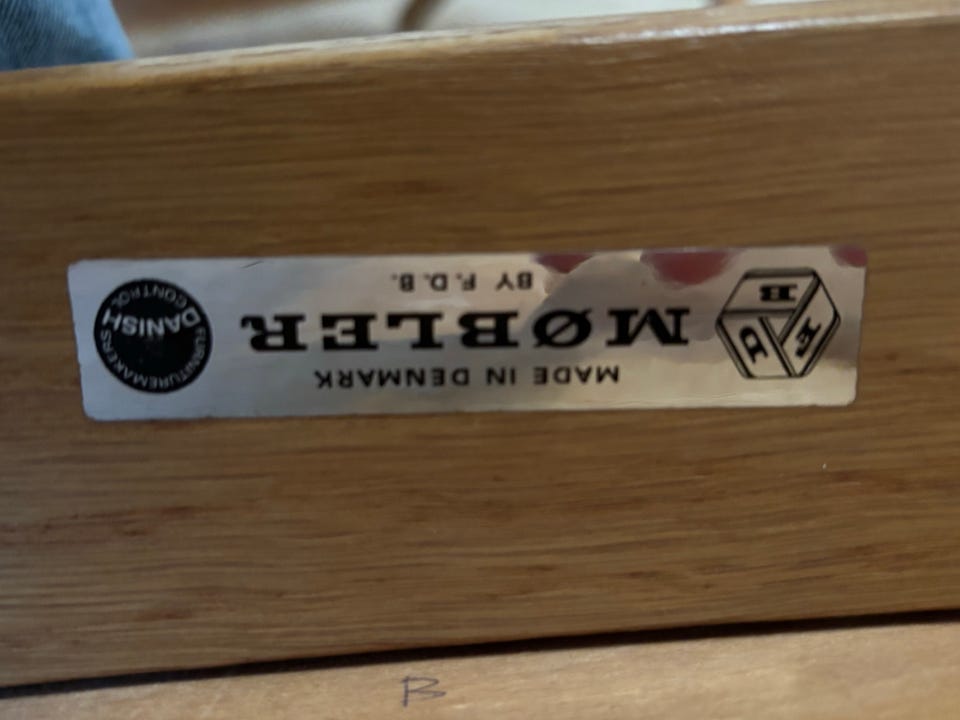 F
D
B
MADE IN DENMARK
MØBLER
BY F.D.B.
FURNITUREMAKERS
DANISH
CONTROL
B